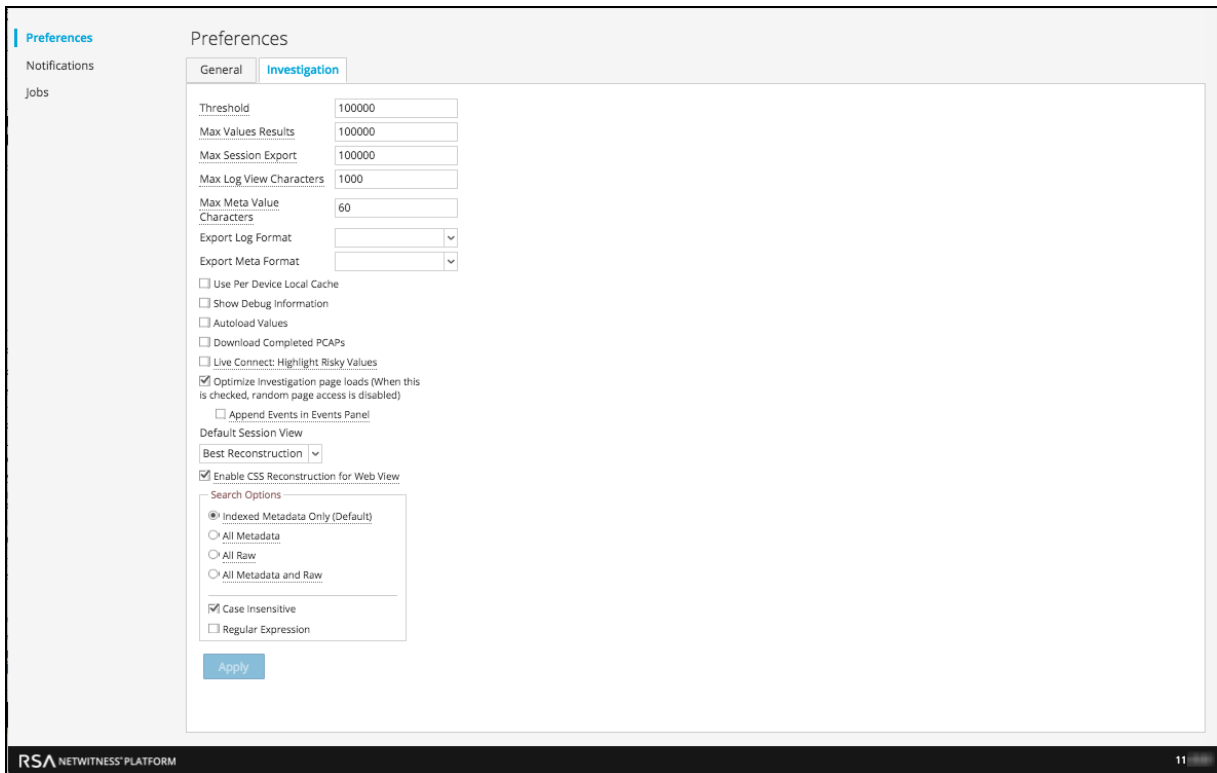 Preferences
Notifications
Jobs
Preferences
General Investigation
Threshold 100000
Max Values Results 100000
Max Session Export 100000
Max Log View Characters 1000
Max Meta Value
Characters 60
Export Log Format
Export Meta Format
Use Per Device Local Cache
Show Debug Information
Autoload Values
Download Completed PCAPs
Live Connect: Highlight Risky Values
Optimize Investigation page loads (When this
is checked, random page access is disabled)
Append Events in Events Panel
Default Session View
Best Reconstruction
Enable CSS Reconstruction for Web View
Search Options
Indexed Metadata Only (Default)
All Metadata
All Raw
All Metadata and Raw
Case Insensitive
Regular Expression
Apply
RSA NETWITNESS® PLATFORM 11